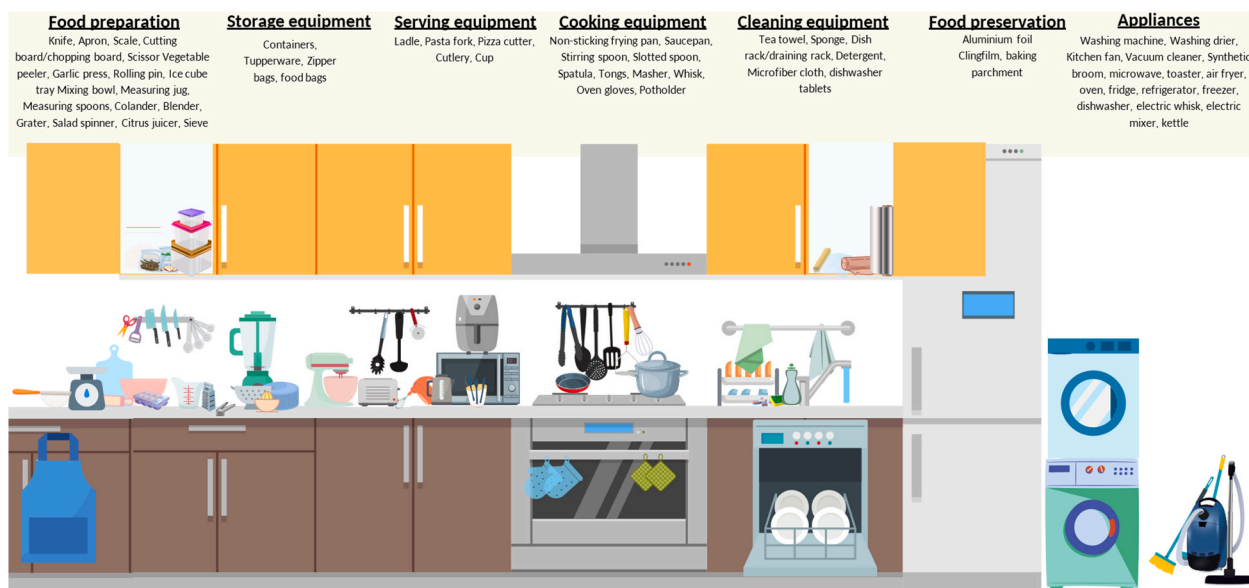 Food preparation
Knife, Apron, Scale, Cutting
board/chopping board, Scissor Vegetable
peeler, Garlic press, Rolling pin, Ice cube
tray Mixing bowl, Measuring jug,
Measuring spoons, Colander, Blender,
Grater, Salad spinner, Citrus juicer, Sieve
Storage equipment
Containers,
Tupperware, Zipper
bags, food bags
Serving equipment
Ladle, Pasta fork, Pizza cutter,
Cutlery, Cup
Cooking equipment
Non-sticking frying pan, Saucepan,
Stirring spoon, Slotted spoon,
Spatula, Tongs, Masher, Whisk,
Oven gloves, Potholder
Cleaning equipment
Tea towel, Sponge, Dish
rack/draining rack, Detergent,
Microfiber cloth, dishwasher
tablets
Food preservation
Aluminium foil
Clingfilm, baking
parchment
Appliances
Washing machine, Washing drier,
Kitchen fan, Vacuum cleaner, Synthetic
broom, microwave, toaster, air fryer,
oven, fridge, refrigerator, freezer,
dishwasher, electric whisk, electric
mixer, kettle